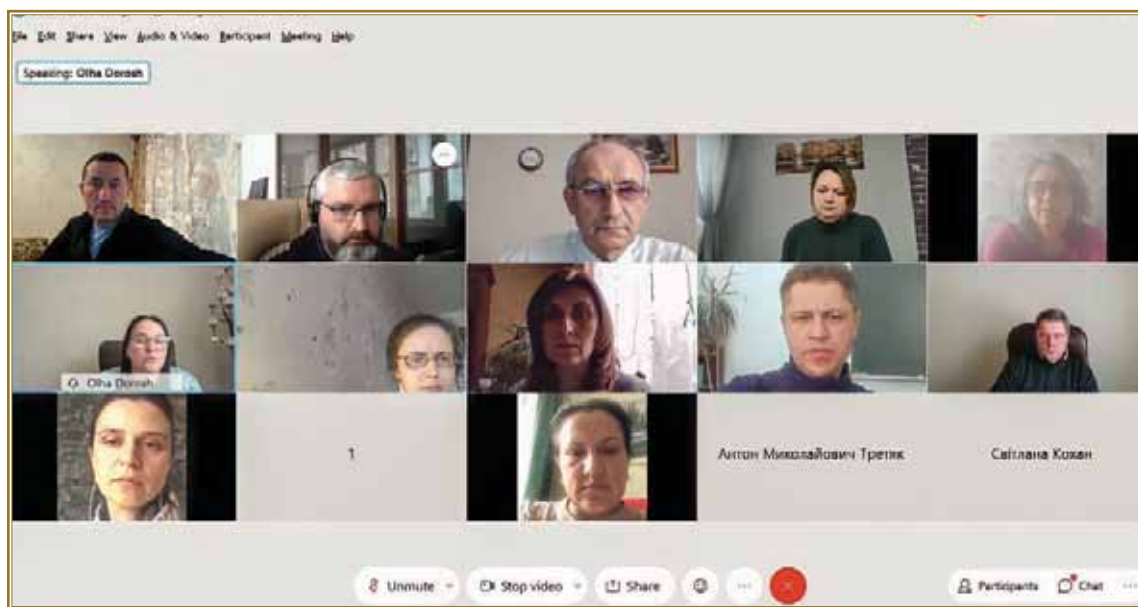 File Edit Share View Audio & Video Participant Meeting Help
Speaking: Olha Dorosh
Olha Dorosh
1
Антон Миколайович Третяк
Світлана Кохан
Unmute
Stop video
Share
Participants
Chat